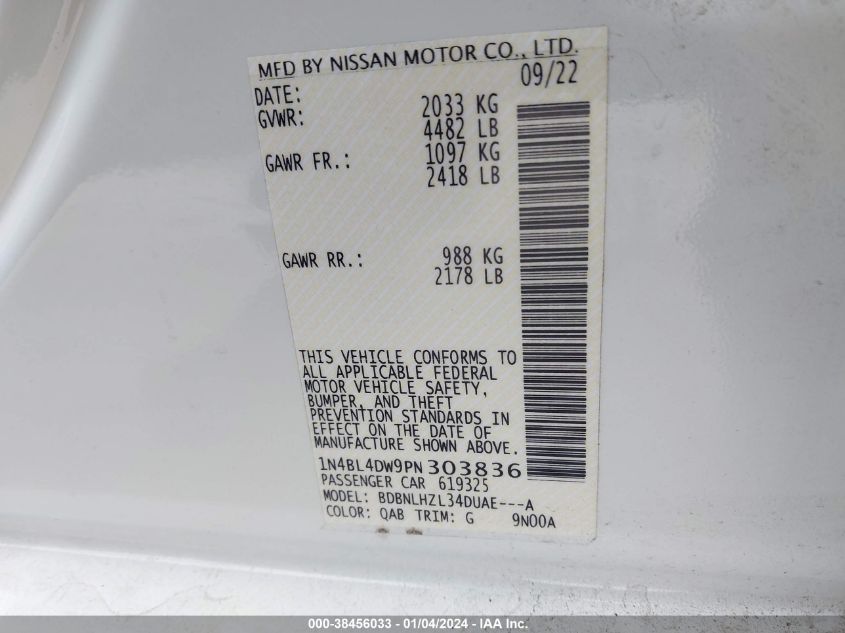 MFD BY NISSAN MOTOR CO., LTD.
DATE: 09/22
GVWR: 2033 KG
4482 LB
GAWR FR.: 1097 KG
2418 LB
GAWR RR.: 988 KG
2178 LB
THIS VEHICLE CONFORMS TO
ALL APPLICABLE FEDERAL
MOTOR VEHICLE SAFETY,
BUMPER, AND THEFT
PREVENTION STANDARDS IN
EFFECT ON THE DATE OF
MANUFACTURE SHOWN ABOVE.
1N4BL4DW9PN303836
PASSENGER CAR 619325
MODEL: BDBNLHZL34DUAE---A
COLOR: QAB TRIM: G 9N00A
000-38456033 - 01/04/2024 - IAA Inc.